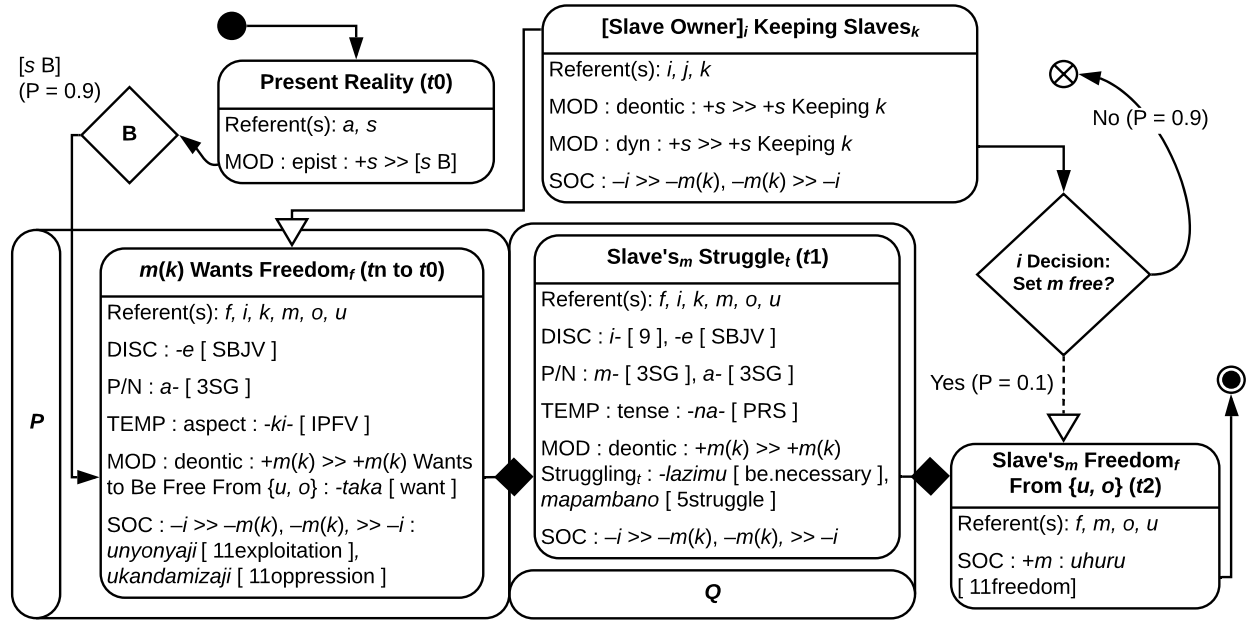 [s B]
(P = 0.9)
B
Present Reality (t0)
Referent(s): a, s
MOD : epist : +s >> [s B]
[Slave Owner]i Keeping Slavesk
Referent(s): i, j, k
MOD : deontic : +s >> +s Keeping k
MOD : dyn : +s >> +s Keeping k
SOC : –i >> –m(k), –m(k) >> –i
No (P = 0.9)
i Decision:
Set m free?
Yes (P = 0.1)
P
m(k) Wants Freedomf (tn to t0)
Referent(s): f, i, k, m, o, u
DISC : -e [ SBJV ]
P/N : a- [ 3SG ]
TEMP : aspect : -ki- [ IPFV ]
MOD : deontic : +m(k) >> +m(k) Wants
to Be Free From {u, o} : -taka [ want ]
SOC : –i >> –m(k), –m(k), >> –i :
unyonyaji [ 11exploitation ],
ukandamizaji [ 11oppression ]
Slave'sm Strugglet (t1)
Referent(s): f, i, k, m, o, u
DISC : i- [ 9 ], -e [ SBJV ]
P/N : m- [ 3SG ], a- [ 3SG ]
TEMP : tense : -na- [ PRS ]
MOD : deontic : +m(k) >> +m(k)
Strugglingt : -lazimu [ be.necessary ],
mapambano [ 5struggle ]
SOC : –i >> –m(k), –m(k), >> –i
Q
Slave'sm Freedomf
From {u, o} (t2)
Referent(s): f, m, o, u
SOC : +m : uhuru
[ 11freedom]